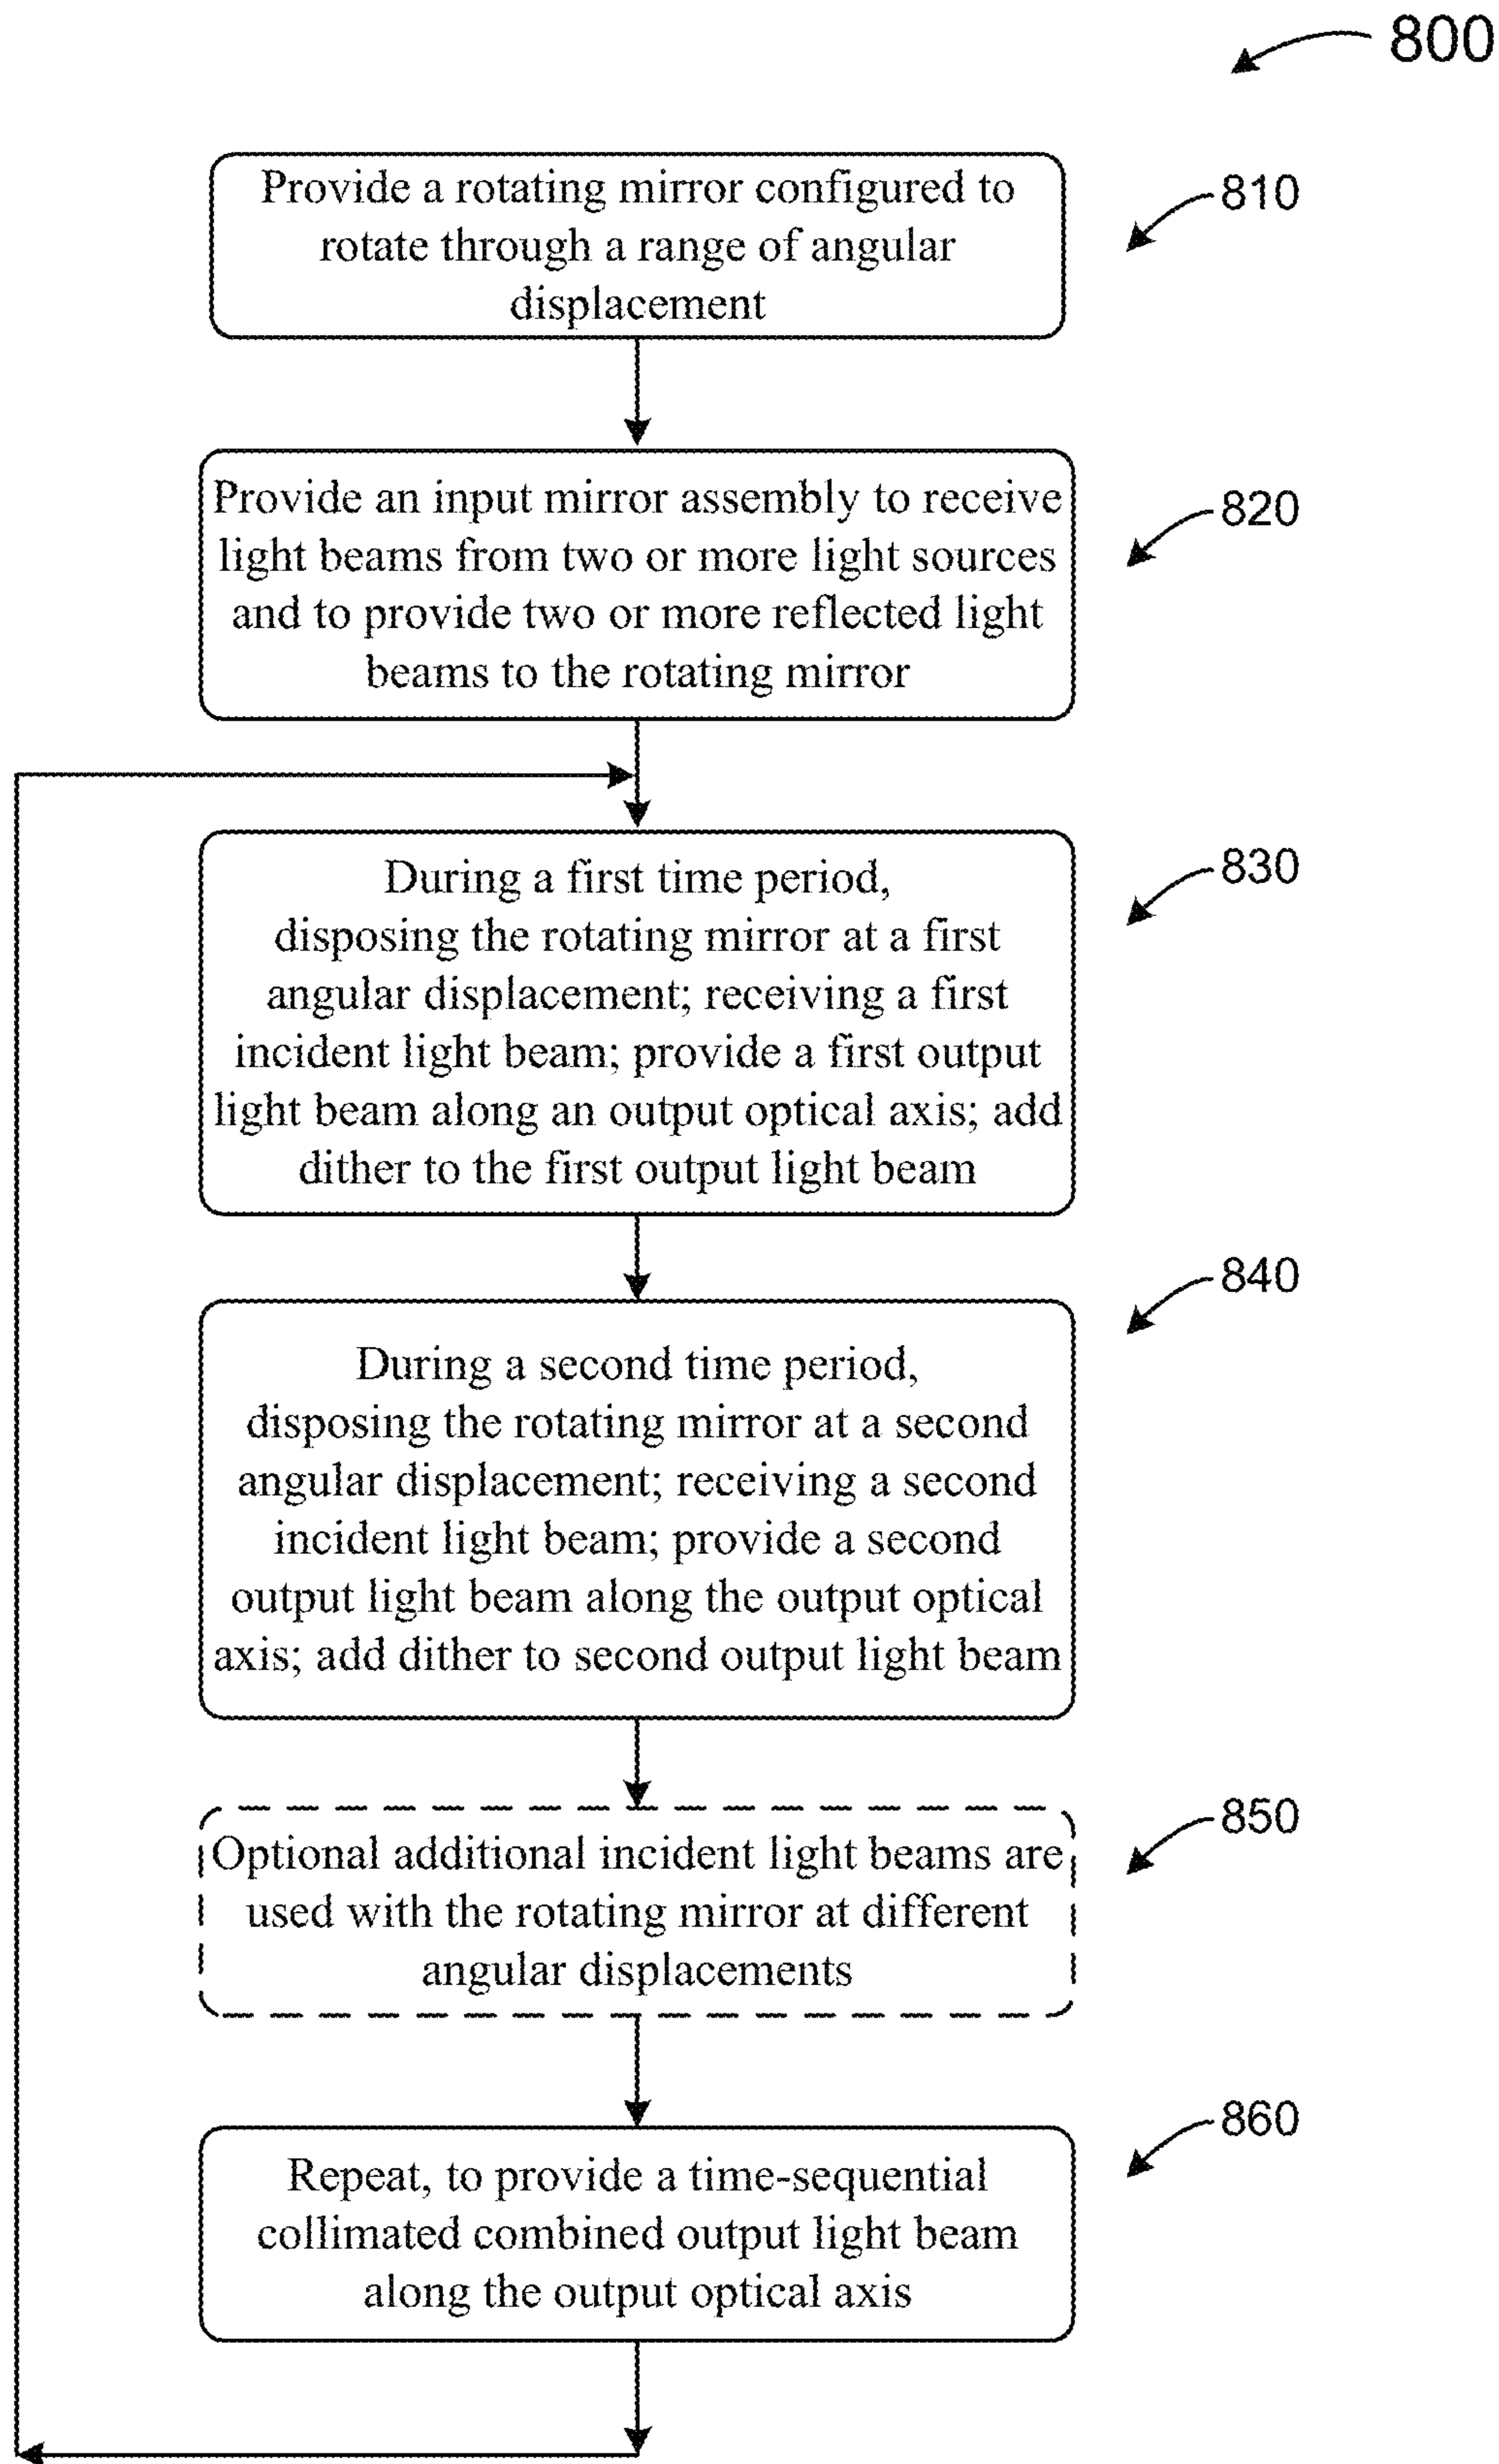 800
Provide a rotating mirror configured to
rotate through a range of angular
displacement
810
Provide an input mirror assembly to receive
light beams from two or more light sources
and to provide two or more reflected light
beams to the rotating mirror
820
During a first time period,
disposing the rotating mirror at a first
angular displacement; receiving a first
incident light beam; provide a first output
light beam along an output optical axis; add
dither to the first output light beam
830
During a second time period,
disposing the rotating mirror at a second
angular displacement; receiving a second
incident light beam; provide a second
output light beam along the output optical
axis; add dither to second output light beam
840
Optional additional incident light beams are
used with the rotating mirror at different
angular displacements
850
Repeat, to provide a time-sequential
collimated combined output light beam
along the output optical axis
860